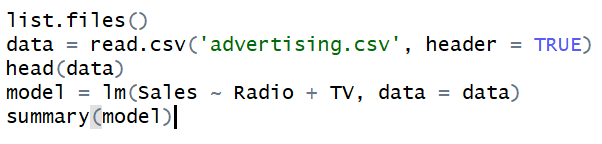 list.files()
data = read.csv('advertising.csv', header = TRUE)
head(data)
model = lm(Sales ~ Radio + TV, data = data)
summary(model)